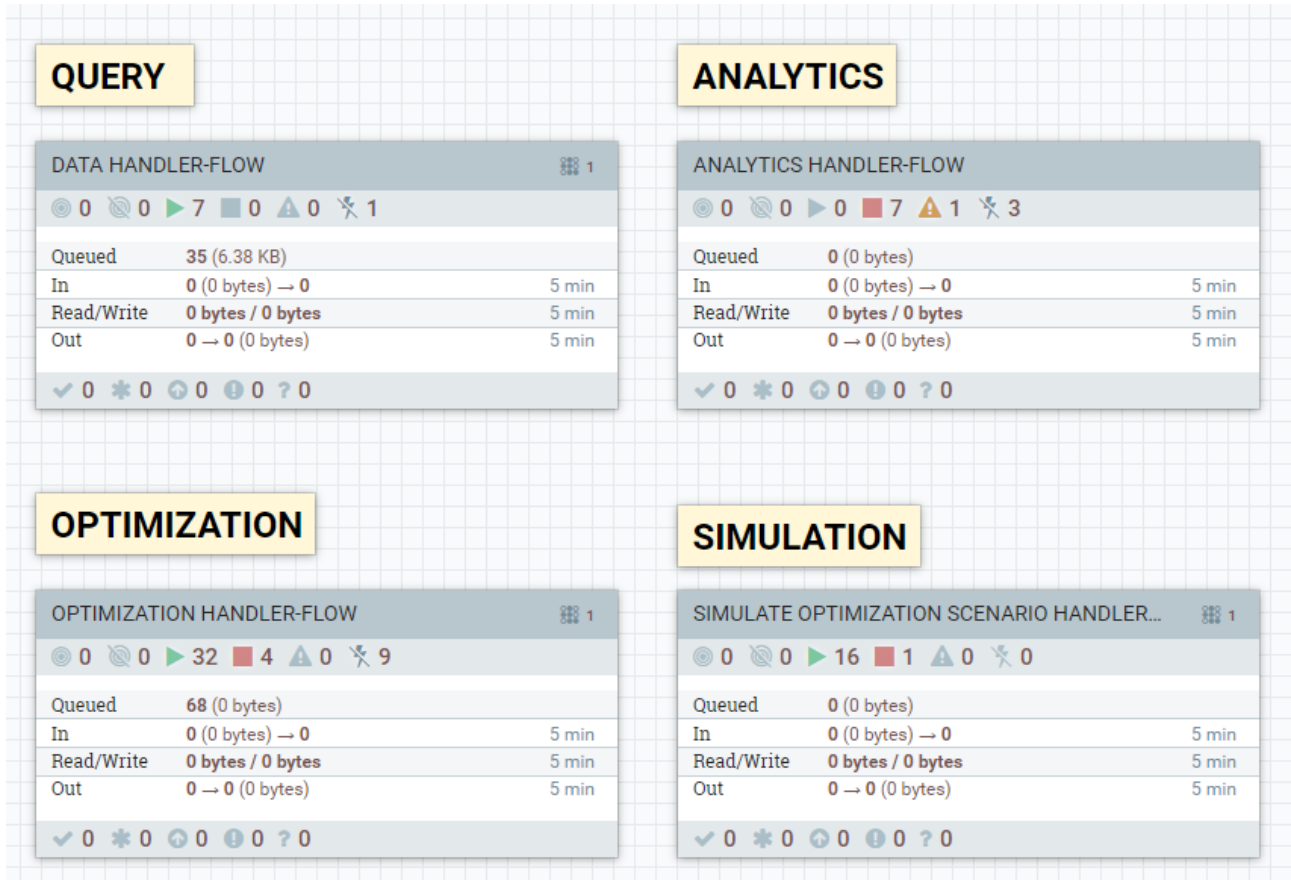 QUERY
DATA HANDLER-FLOW 1
0 0 7 0 0 1
Queued 35 (6.38 KB)
In 0 (0 bytes) → 0 5 min
Read/Write 0 bytes / 0 bytes 5 min
Out 0 → 0 (0 bytes) 5 min
0 0 0 0 ? 0
ANALYTICS
ANALYTICS HANDLER-FLOW
0 0 0 7 1 3
Queued 0 (0 bytes)
In 0 (0 bytes) → 0 5 min
Read/Write 0 bytes / 0 bytes 5 min
Out 0 → 0 (0 bytes) 5 min
0 0 0 0 ? 0
OPTIMIZATION
OPTIMIZATION HANDLER-FLOW 1
0 0 32 4 0 9
Queued 68 (0 bytes)
In 0 (0 bytes) → 0 5 min
Read/Write 0 bytes / 0 bytes 5 min
Out 0 → 0 (0 bytes) 5 min
0 0 0 0 ? 0
SIMULATION
SIMULATE OPTIMIZATION SCENARIO HANDLER... 1
0 0 16 1 0 0
Queued 0 (0 bytes)
In 0 (0 bytes) → 0 5 min
Read/Write 0 bytes / 0 bytes 5 min
Out 0 → 0 (0 bytes) 5 min
0 0 0 0 ? 0